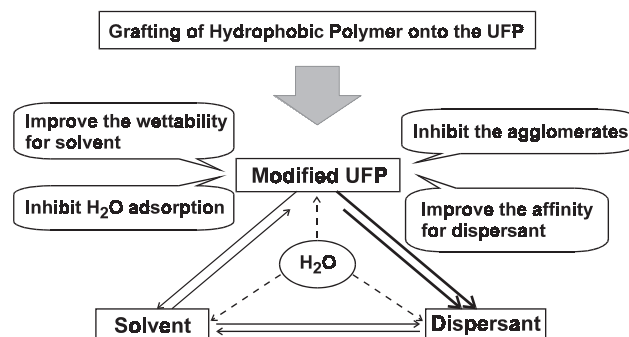 Grafting of Hydrophobic Polymer onto the UFP
Improve the wettability
for solvent
Inhibit the agglomerates
Modified UFP
Inhibit H₂O adsorption
Improve the affinity
for dispersant
H₂O
Solvent
Dispersant